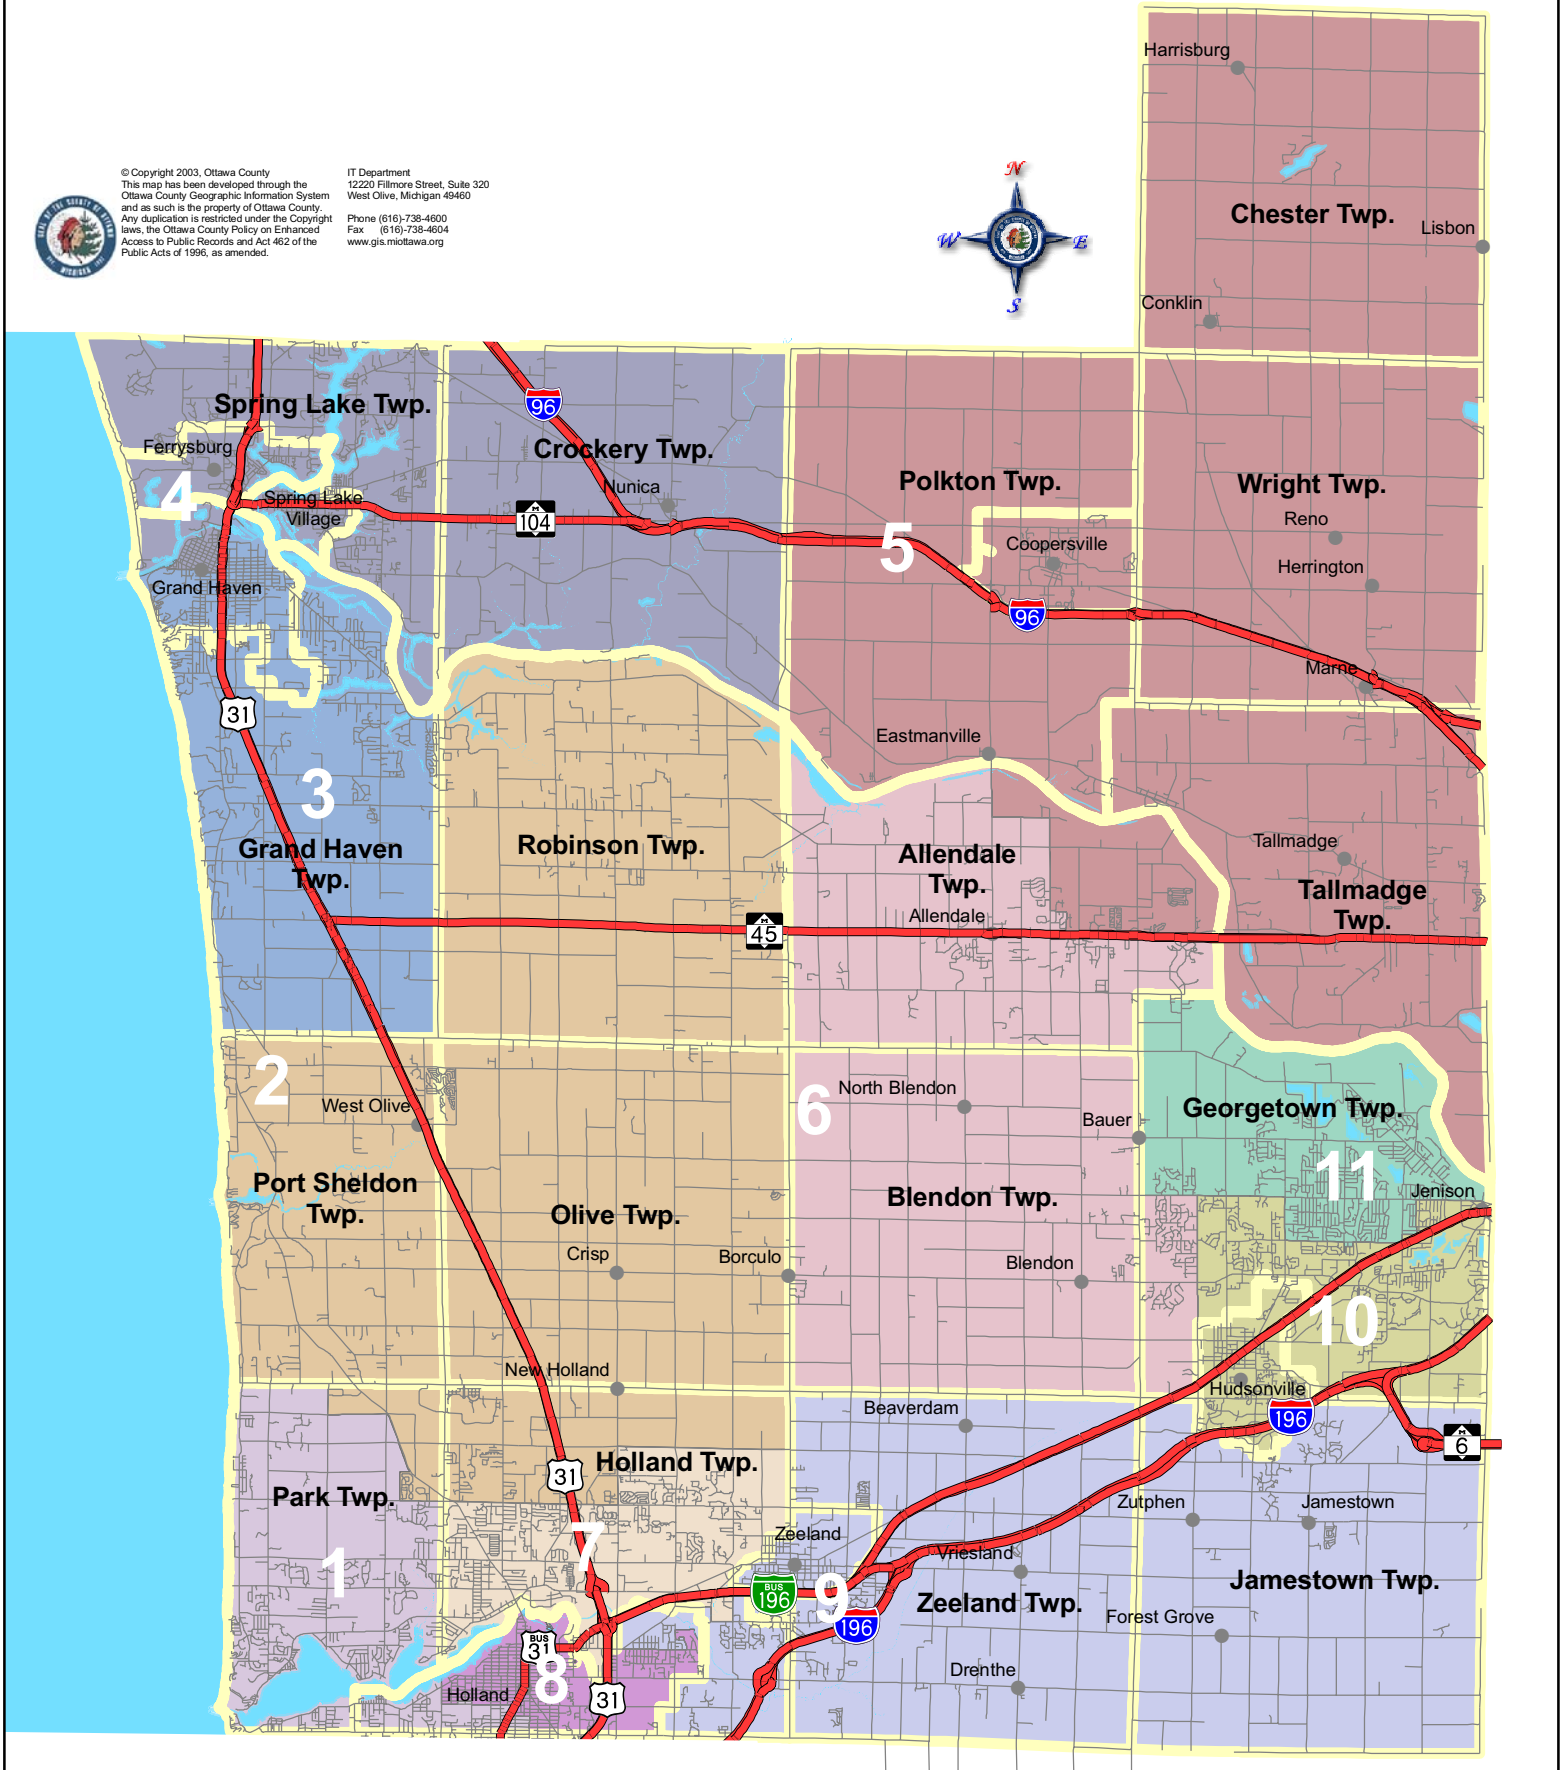 Harrisburg
Chester Twp.
Lisbon
Conklin
© Copyright 2003, Ottawa County
This map has been developed through the
Ottawa County Geographic Information System
and as such is the property of Ottawa County.
Any duplication is restricted under the Copyright
laws, the Ottawa County Policy on Enhanced
Access to Public Records and Act 462 of the
Public Acts of 1996, as amended.
IT Department
12220 Fillmore Street, Suite 320
West Olive, Michigan 49460
Phone (616)-738-4600
Fax (616)-738-4604
www.gis.miottawa.org
N
W
E
S
Spring Lake Twp.
96
Ferrysburg
Crockery Twp.
4
Spring Lake
Village
Nunica
M
104
Polkton Twp.
Wright Twp.
Reno
5
Coopersville
Herrington
Grand Haven
96
Marne
31
Eastmanville
3
Grand Haven
Twp.
Robinson Twp.
Allendale
Twp.
Allendale
Tallmadge
Tallmadge
Twp.
M
45
2
West Olive
6
North Blendon
Bauer
Georgetown Twp.
11
Jenison
Port Sheldon
Twp.
Olive Twp.
Blendon Twp.
Crisp
Borculo
Blendon
10
New Holland
Hudsonville
Beaverdam
196
M
6
Holland Twp.
31
Park Twp.
Zutphen
Jamestown
7
Zeeland
Vriesland
1
BUS
196
9
Zeeland Twp.
Jamestown Twp.
196
Forest Grove
BUS
31
8
Drenthe
Holland
31